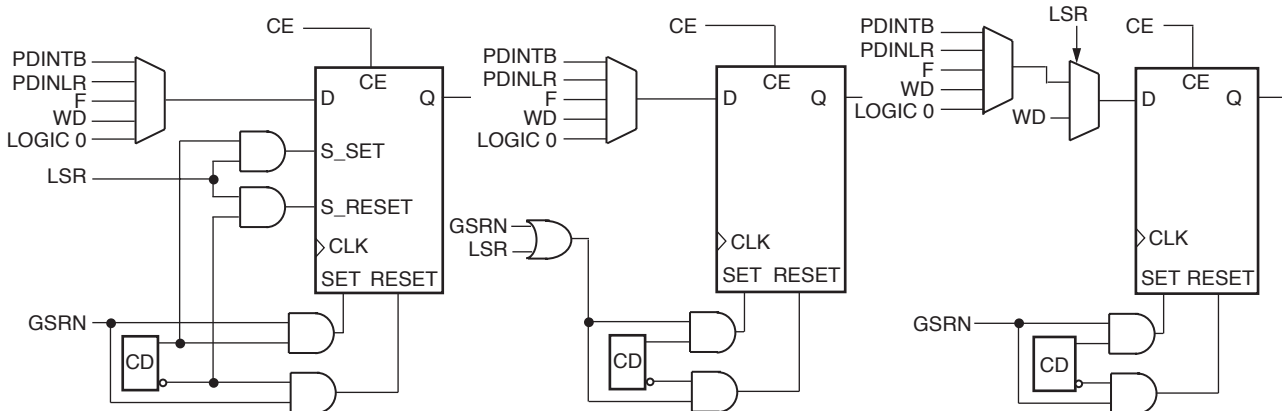 CE
PDINTB
PDINLR
F
WD
LOGIC 0
CE
D
Q
S_SET
LSR
S_RESET
CLK
SET RESET
GSRN
CD
CE
PDINTB
PDINLR
F
WD
LOGIC 0
CE
D
Q
GSRN
LSR
CLK
SET RESET
CD
LSR
CE
PDINTB
PDINLR
F
WD
LOGIC 0
WD
CE
D
Q
CLK
SET RESET
GSRN
CD